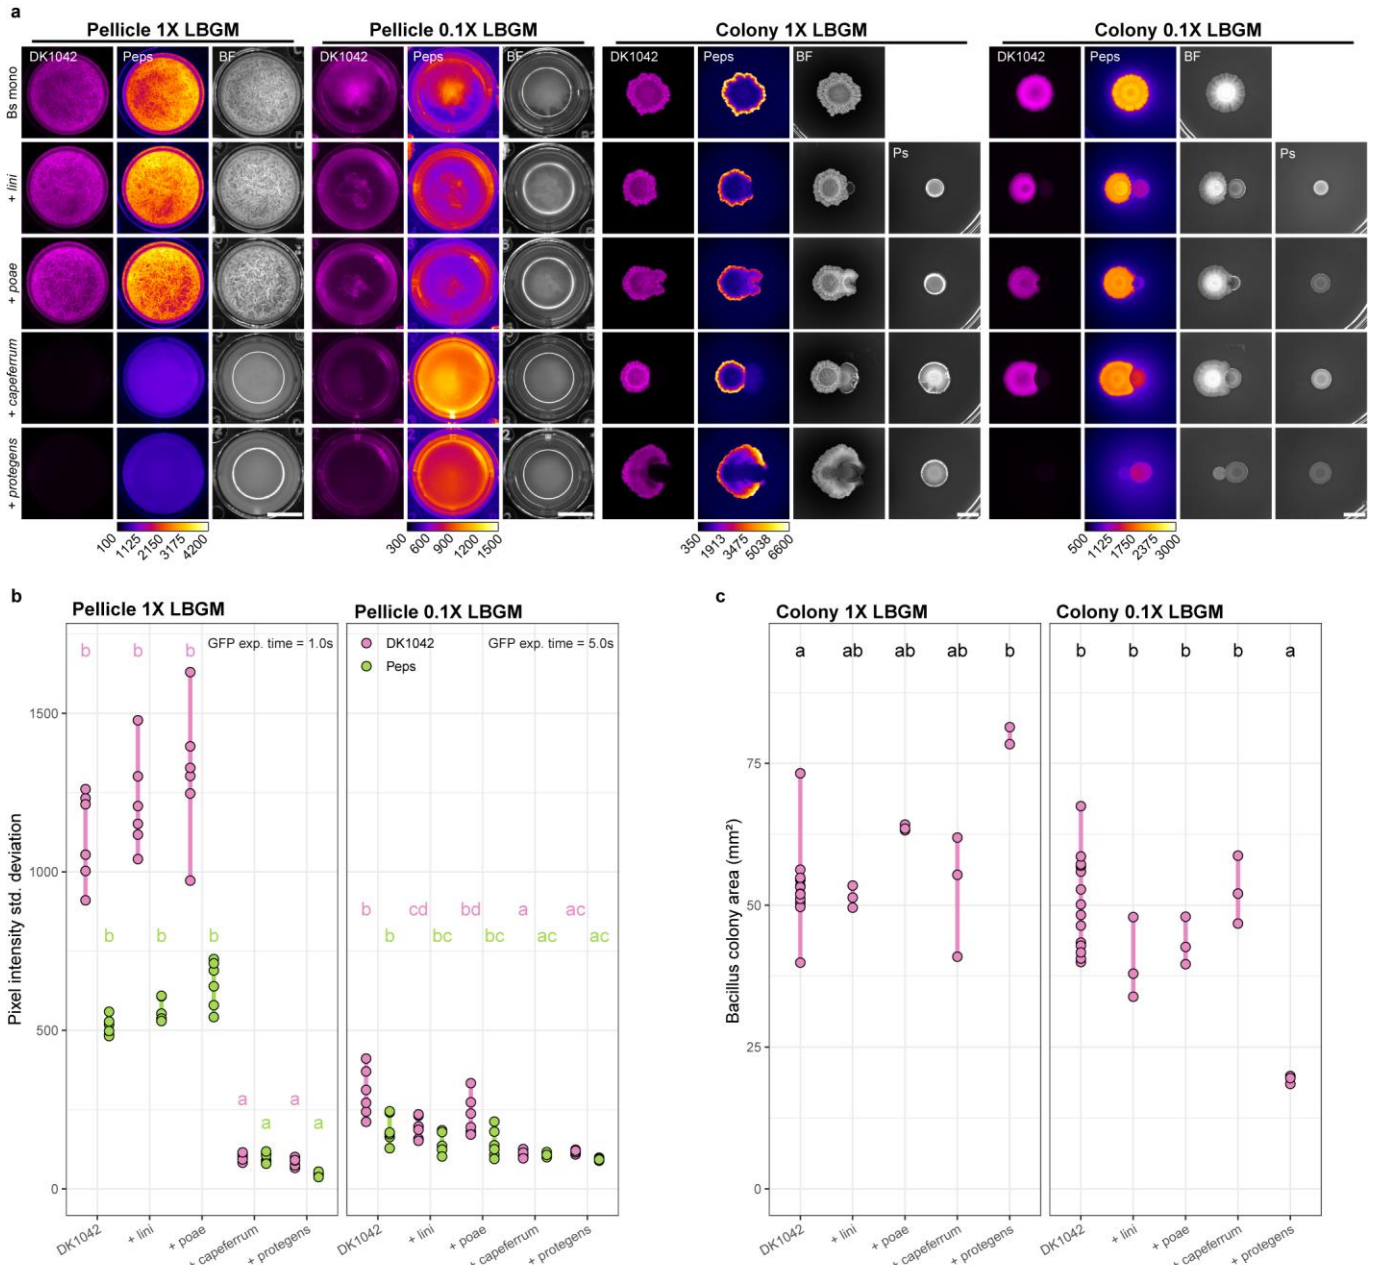 a
Pellicle 1X LBGM
Pellicle 0.1X LBGM
Colony 1X LBGM
Colony 0.1X LBGM
DK1042 Peps BF DK1042 Peps BF DK1042 Peps BF DK1042 Peps BF
Bs mono
+ lini
Ps Ps
+ poae
+ capeferrum
+ protegens
100 1125 2150 3175 4200
300 600 900 1200 1500
350 1913 3475 5038 6600
500 1125 1750 2375 3000
b
Pellicle 1X LBGM
Pellicle 0.1X LBGM
GFP exp. time = 1.0s
DK1042
GFP exp. time = 5.0s
Peps
b b b
b b b
a a
a a
b cd bd a ac
b bc bc ac ac
Pixel intensity std. deviation
1500
1000
500
0
DK1042 + lini + poae + capeferrum + protegens
DK1042 + lini + poae + capeferrum + protegens
c
Colony 1X LBGM
Colony 0.1X LBGM
a ab ab ab b
b b b b a
Bacillus colony area (mm²)
75
50
25
0
DK1042 + lini + poae + capeferrum + protegens
DK1042 + lini + poae + capeferrum + protegens